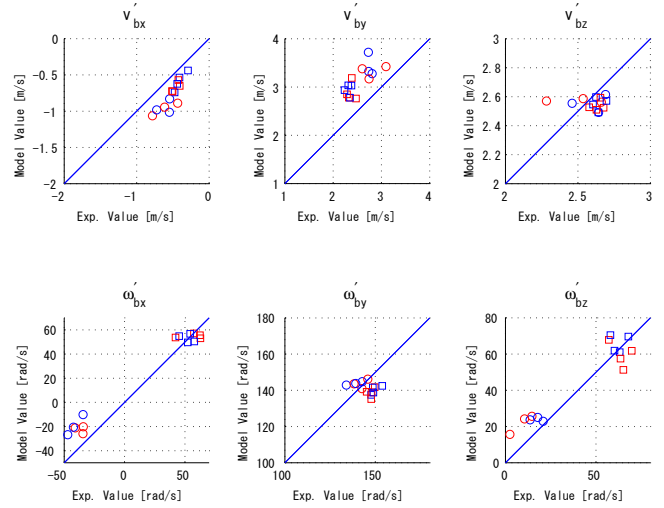 v′bx
0
−0.5
−1
−1.5
−2
−2 −1 0
Model Value [m/s]
Exp. Value [m/s]
v′by
4
3
2
1
1 2 3 4
Model Value [m/s]
Exp. Value [m/s]
v′bz
3
2.8
2.6
2.4
2.2
2
2 2.5 3
Model Value [m/s]
Exp. Value [m/s]
ω′bx
60
40
20
0
−20
−40
−50 0 50
Model Value [rad/s]
Exp. Value [rad/s]
ω′by
180
160
140
120
100
100 150
Model Value [rad/s]
Exp. Value [rad/s]
ω′bz
80
60
40
20
0
0 50
Model Value [rad/s]
Exp. Value [rad/s]